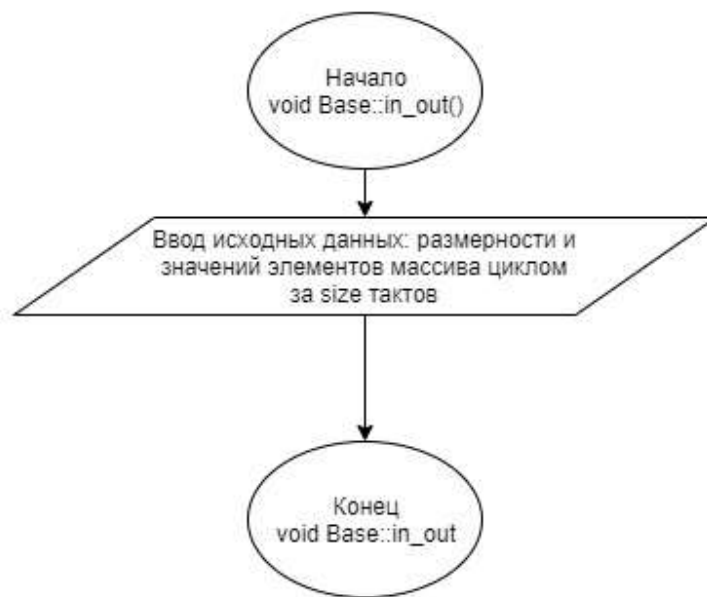 Начало
void Base::in_out()
Ввод исходных данных: размерности и
значений элементов массива циклом
за size тактов
Конец
void Base::in_out